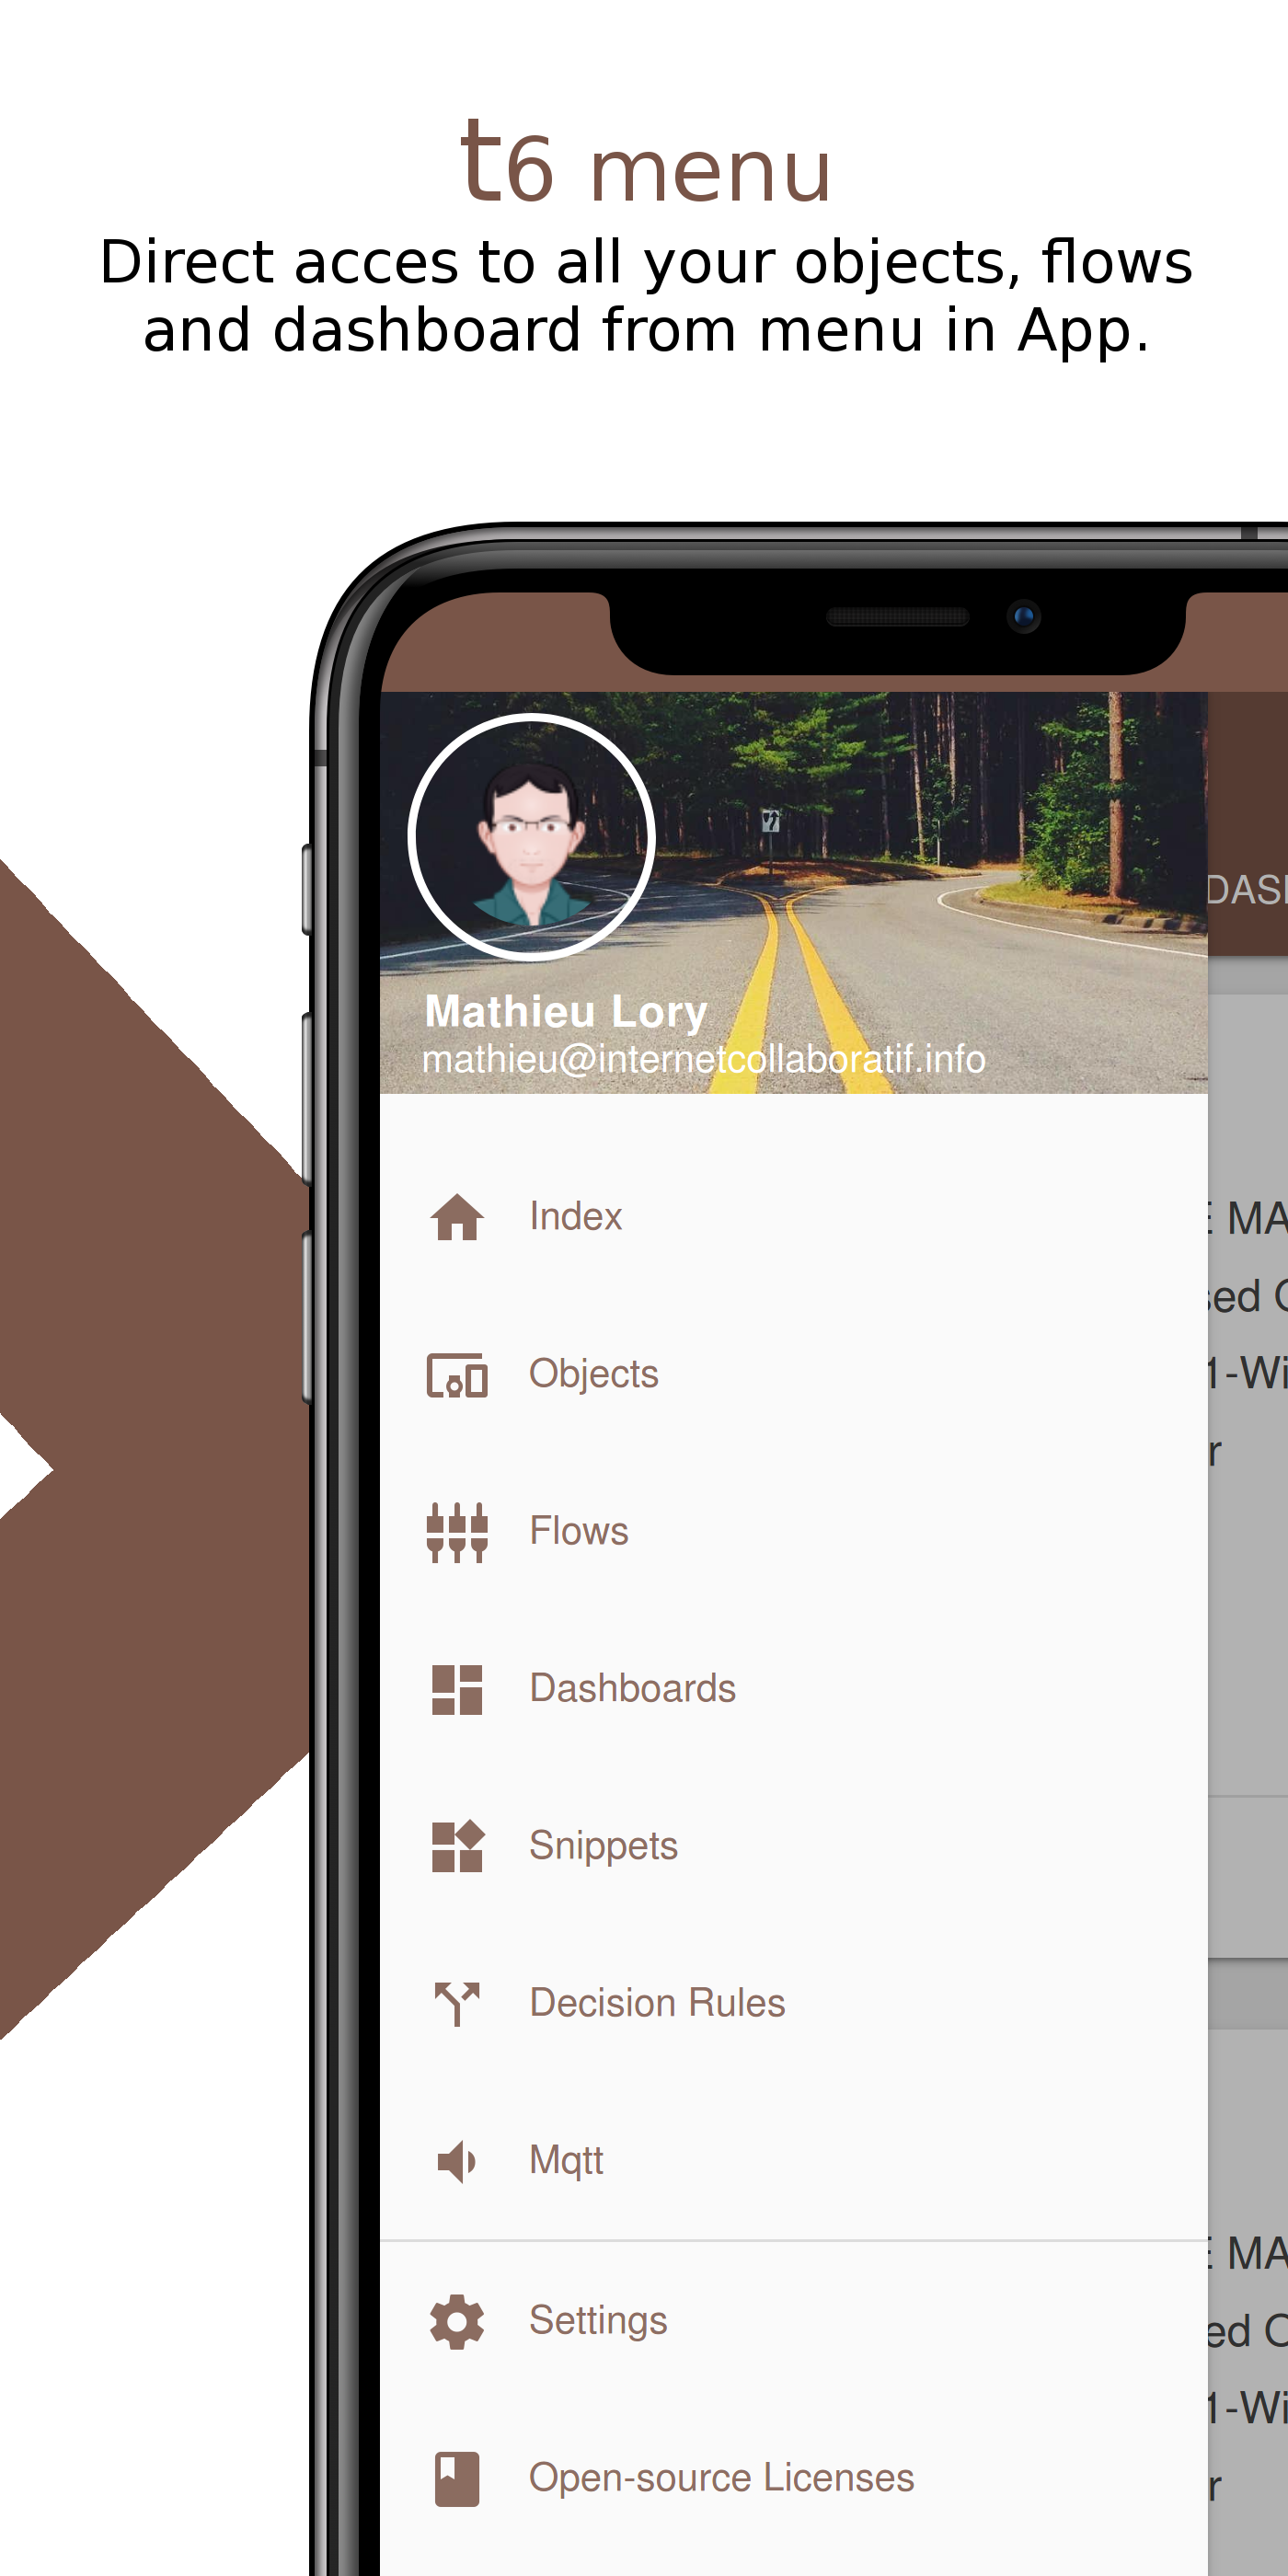 t6 menu
Direct acces to all your objects, flows
and dashboard from menu in App.
DAS
Mathieu Lory
mathieu@internetcollaboratif.info
Index
MA
Objects
ed
1-Wi
r
Flows
Dashboards
Snippets
Decision Rules
Mqtt
MA
Settings
ed
1-Wi
Open-source Licenses
r